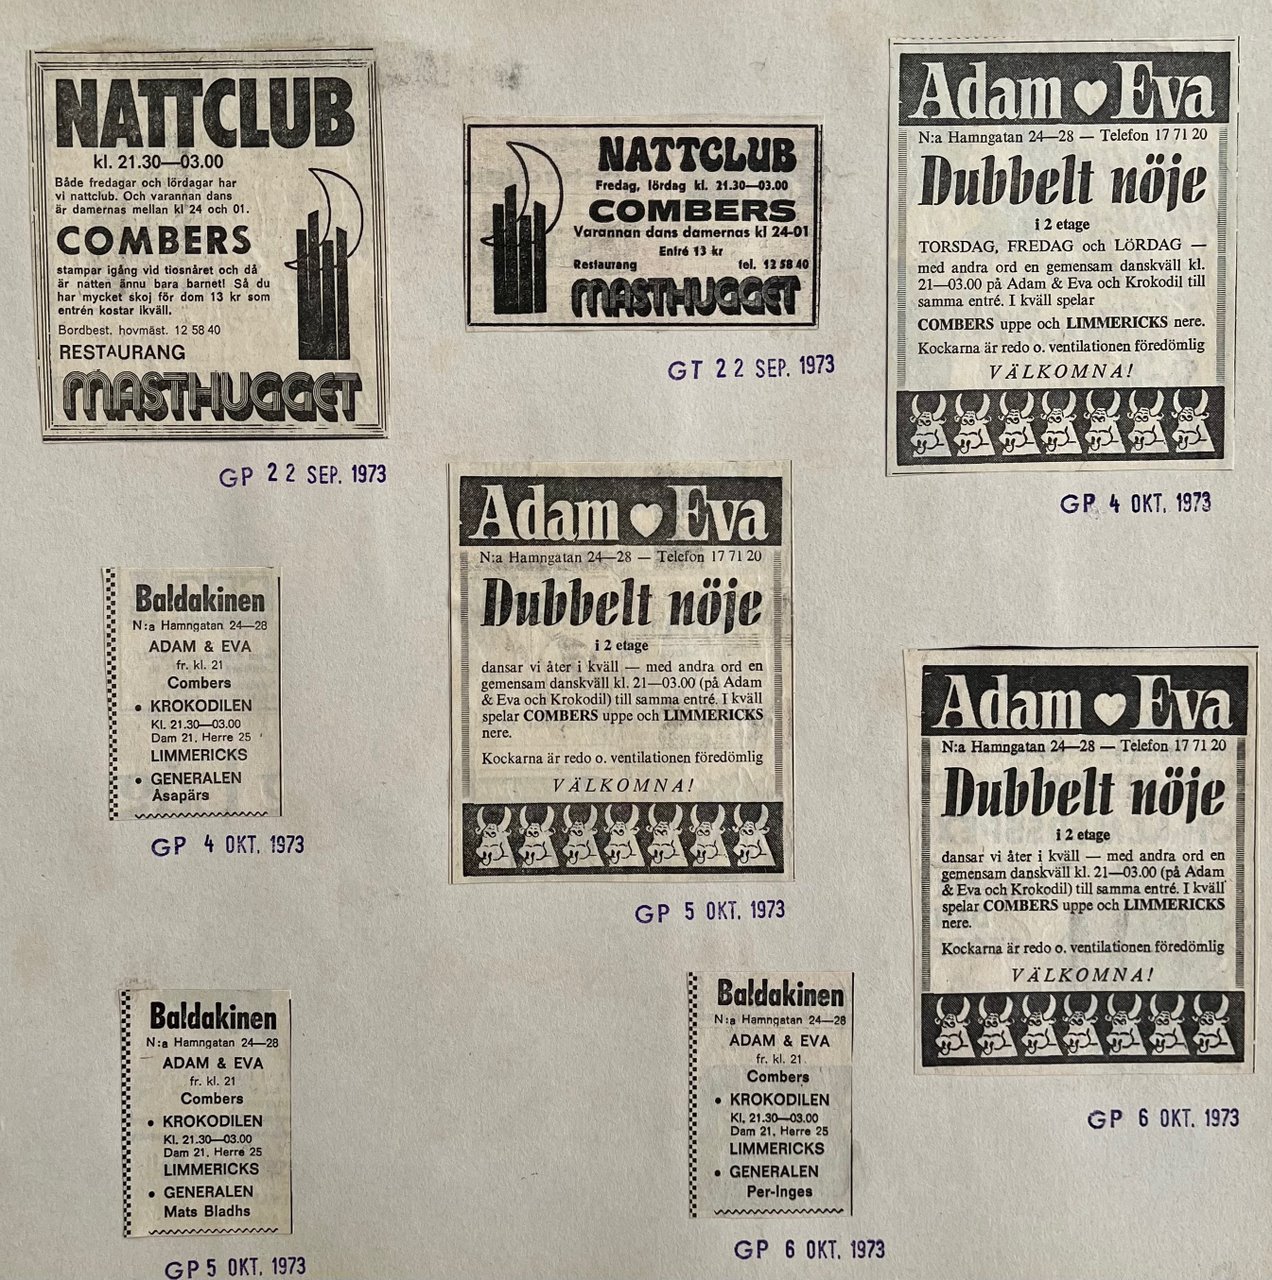 NATTCLUB
kl. 21.30—03.00
Både fredagar och lördagar har
vi nattclub. Och varannan dans
är damernas mellan kl 24 och 01.
COMBERS
stampar igång vid tiosnåret och då
är natten ännu bara barnet! Så du
har mycket skoj för dom 13 kr som
entrén kostar ikväll.
Bordbest. hovmäst. 12 58 40
RESTAURANG
MASTHUGGET
GP 22 SEP. 1973
NATTCLUB
Fredag, lördag kl. 21.30—03.00
COMBERS
Varannan dans damernas kl 24-01
Entré 13 kr
Restaurang tel. 12 58 40
MASTHUGGET
GT 22 SEP. 1973
Adam Eva
N:a Hamngatan 24—28 — Telefon 17 71 20
Dubbelt nöje
i 2 etage
TORSDAG, FREDAG och LÖRDAG —
med andra ord en gemensam danskväll kl.
21—03.00 på Adam & Eva och Krokodil till
samma entré. I kväll spelar
COMBERS uppe och LIMMERICKS nere.
Kockarna är redo o. ventilationen föredömlig
VÄLKOMNA!
GP 4 OKT. 1973
Baldakinen
N:a Hamngatan 24—28
ADAM & EVA
fr. kl. 21
Combers
• KROKODILEN
Kl. 21.30—03.00
Dam 21, Herre 25
LIMMERICKS
• GENERALEN
Åsapärs
GP 4 OKT. 1973
Adam Eva
N:a Hamngatan 24—28 — Telefon 17 71 20
Dubbelt nöje
i 2 etage
dansar vi åter i kväll — med andra ord en
gemensam danskväll kl. 21—03.00 (på Adam
& Eva och Krokodil) till samma entré. I kväll
spelar COMBERS uppe och LIMMERICKS
nere.
Kockarna är redo o. ventilationen föredömlig
VÄLKOMNA!
GP 5 OKT. 1973
Adam Eva
N:a Hamngatan 24—28 — Telefon 17 71 20
Dubbelt nöje
i 2 etage
dansar vi åter i kväll — med andra ord en
gemensam danskväll kl. 21—03.00 (på Adam
& Eva och Krokodil) till samma entré. I kväll
spelar COMBERS uppe och LIMMERICKS
nere.
Kockarna är redo o. ventilationen föredömlig
VÄLKOMNA!
GP 6 OKT. 1973
Baldakinen
N:a Hamngatan 24—28
ADAM & EVA
fr. kl. 21
Combers
• KROKODILEN
Kl. 21.30—03.00
Dam 21, Herre 25
LIMMERICKS
• GENERALEN
Mats Bladhs
GP 5 OKT. 1973
Baldakinen
N:a Hamngatan 24—28
ADAM & EVA
fr. kl. 21
Combers
• KROKODILEN
Kl. 21.30—03.00
Dam 21, Herre 25
LIMMERICKS
• GENERALEN
Per-Inges
GP 6 OKT. 1973